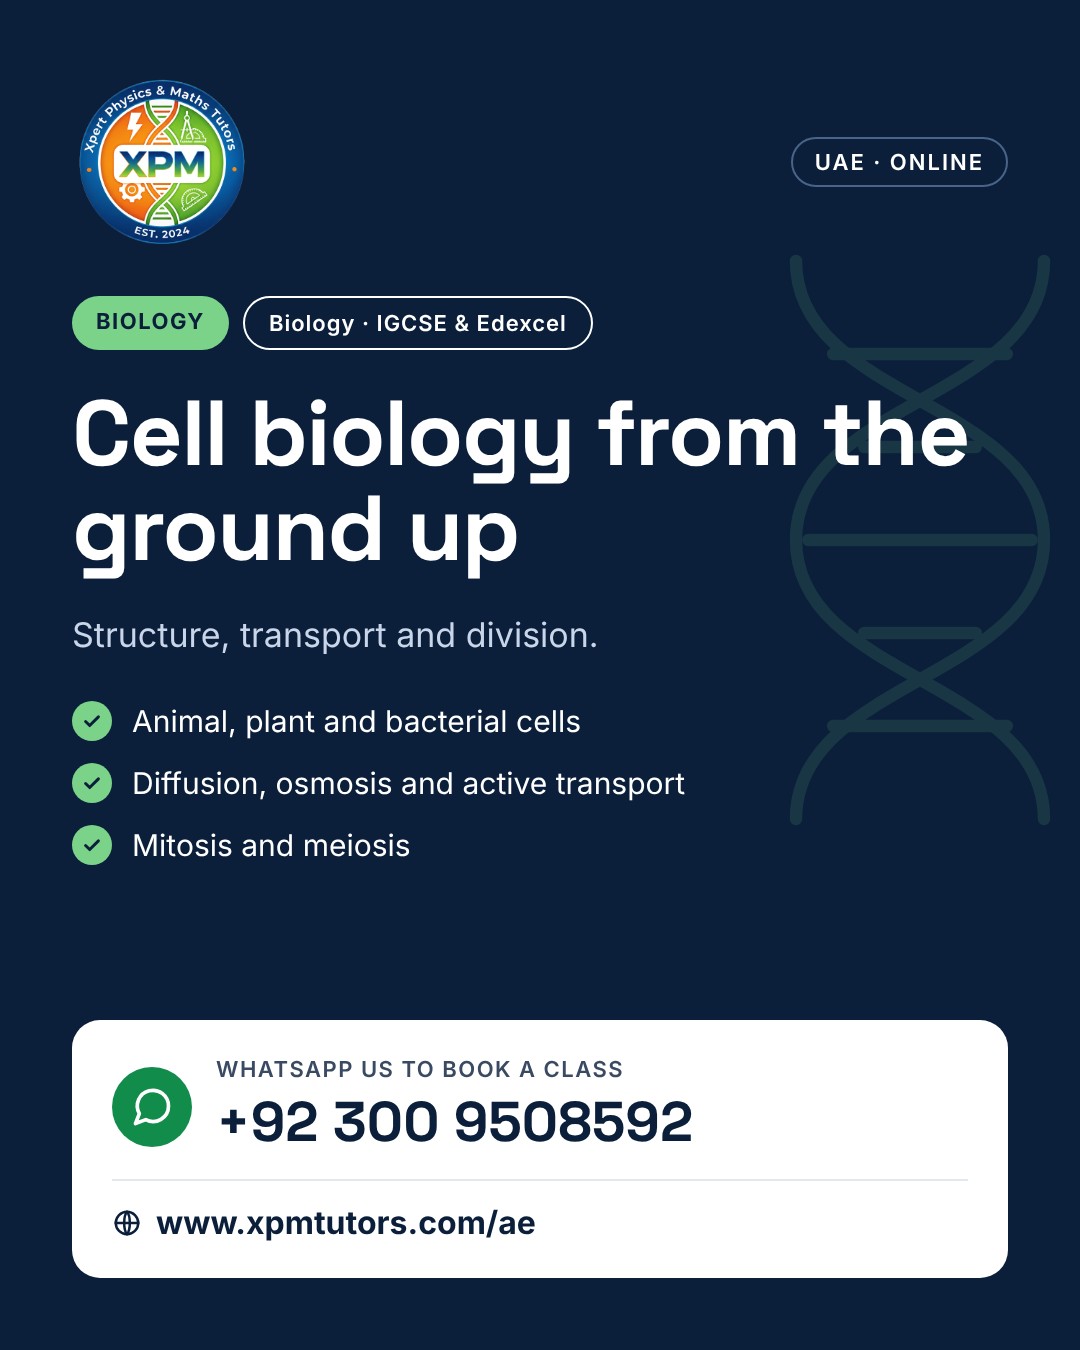 Xpert Physics & Maths Tutors
XPM
EST. 2024
UAE · ONLINE
BIOLOGY
Biology · IGCSE & Edexcel
Cell biology from the
ground up
Structure, transport and division.
Animal, plant and bacterial cells
Diffusion, osmosis and active transport
Mitosis and meiosis
WHATSAPP US TO BOOK A CLASS
+92 300 9508592
www.xpmtutors.com/ae